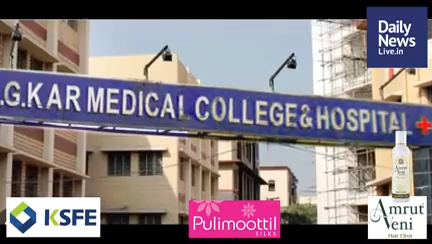 Daily
News
Live.in
.G.KAR MEDICAL COLLEGE & HOSPITAL +
KSFE
Pulimoottil
SILKS
Amrut
Veni
Hair Elixir